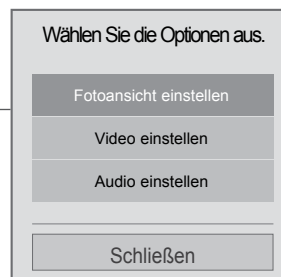 Wählen Sie die Optionen aus.
Fotoansicht einstellen
Video einstellen
Audio einstellen
Schließen